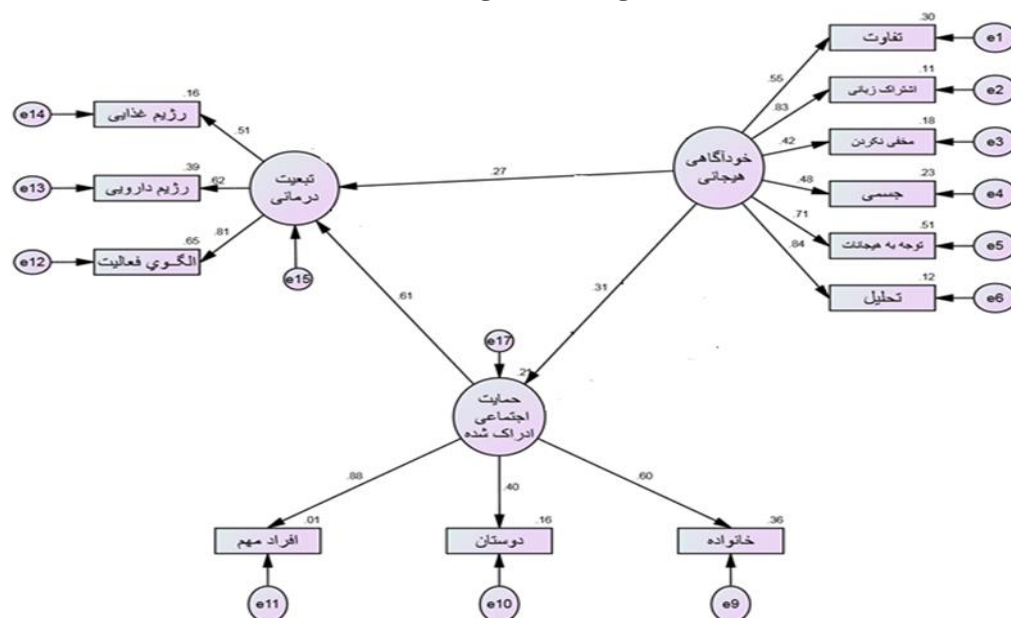 .30
تفاوت
e1
.55
.11
اشتراک زبانی
e2
.83
.18
مخفی نکردن
e3
.42
خودآگاهی
هیجانی
.23
جسمی
e4
.48
.51
توجه به هیجانات
e5
.71
.12
تحلیل
e6
.84
.16
رژیم غذایی
e14
.51
.39
رژیم دارویی
e13
.62
تبعیت
درمانی
.65
الگوي فعالیت
e12
.81
e15
.27
.61
.31
e17
.21
حمایت
اجتماعی
ادراک شده
.88
.40
.60
.01
افراد مهم
.16
دوستان
.36
خانواده
e11
e10
e9